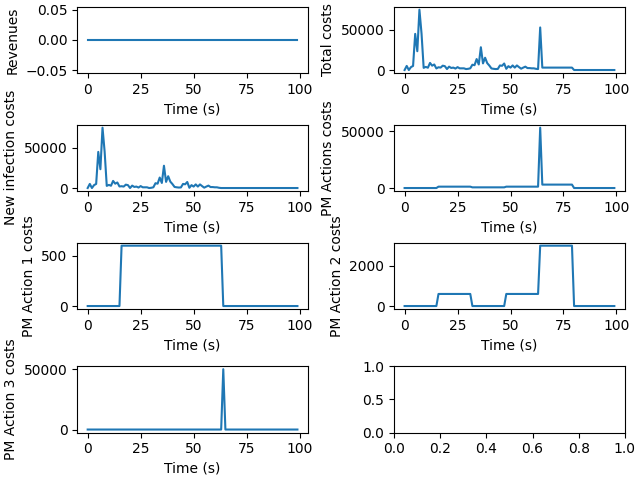 Revenues
0.05
0.00
−0.05
0 25 50 75 100
Time (s)
Total costs
50000
0
0 25 50 75 100
Time (s)
New infection costs
50000
0
0 25 50 75 100
Time (s)
PM Actions costs
50000
0
0 25 50 75 100
Time (s)
PM Action 1 costs
500
0
0 25 50 75 100
Time (s)
PM Action 2 costs
2000
0
0 25 50 75 100
Time (s)
PM Action 3 costs
50000
0
0 25 50 75 100
Time (s)
1.0
0.5
0.0
0.0 0.2 0.4 0.6 0.8 1.0